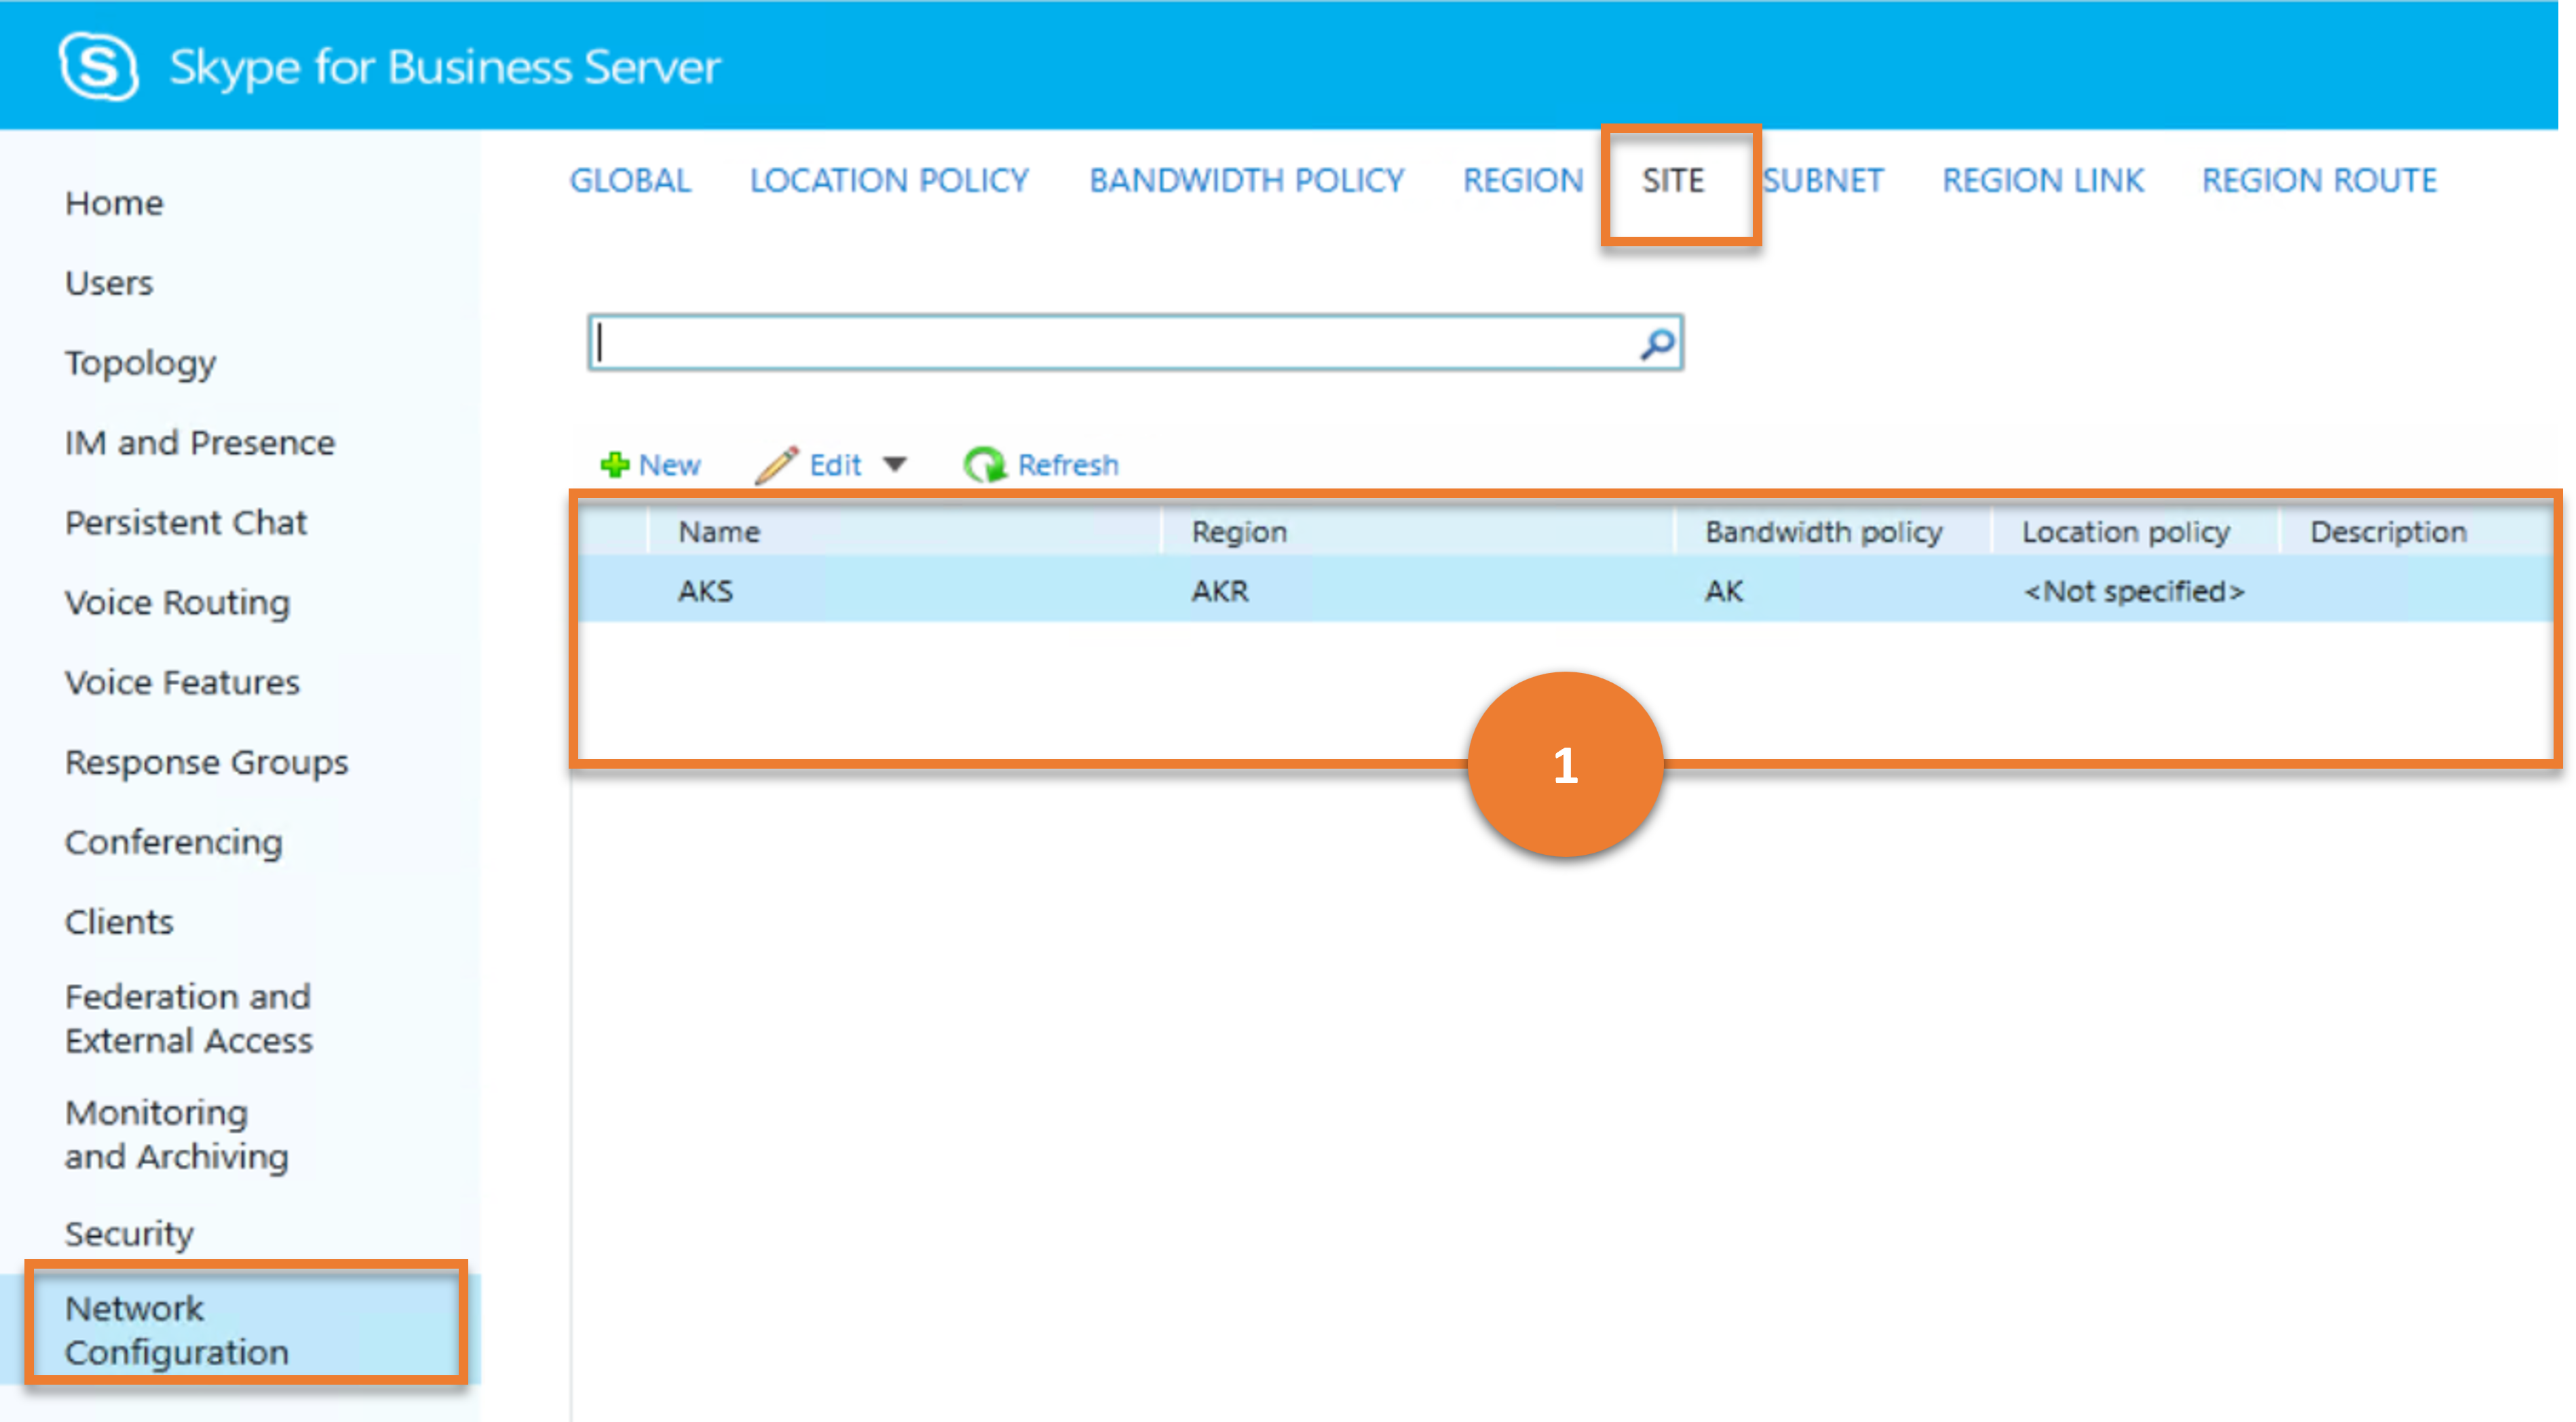 Skype for Business Server
Home
Users
Topology
IM and Presence
Persistent Chat
Voice Routing
Voice Features
Response Groups
Conferencing
Clients
Federation and
External Access
Monitoring
and Archiving
Security
Network
Configuration
GLOBAL LOCATION POLICY BANDWIDTH POLICY REGION SITE SUBNET REGION LINK REGION ROUTE
New Edit Refresh
Name Region Bandwidth policy Location policy Description
AKS AKR AK <Not specified>
1